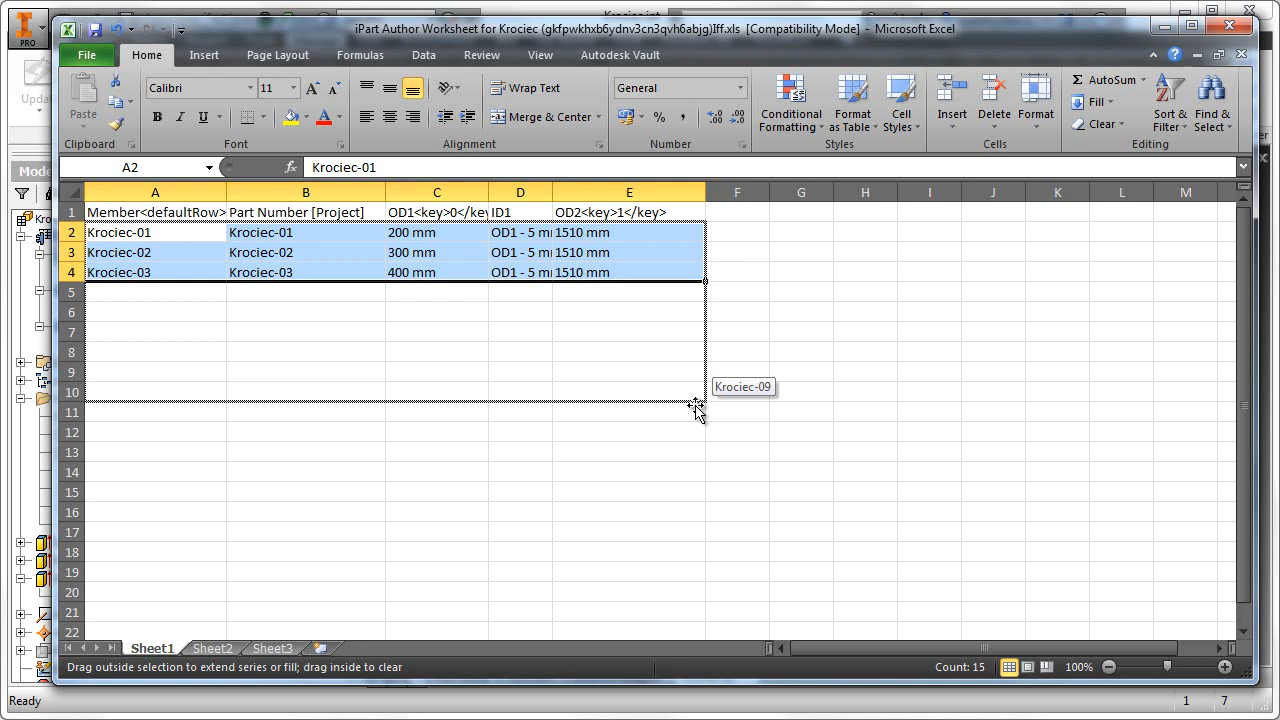 iPart Author Worksheet for Krociec (gkfpwkhxb6ydnv3cn3qvh6abjg)Iff.xls [Compatibility Mode] - Microsoft Excel
PRO
File Home Insert Page Layout Formulas Data Review View Autodesk Vault
Paste
Clipboard
Calibri 11
B I U
Font
Wrap Text
Merge & Center
Alignment
General
Number
Conditional Formatting
Format as Table
Cell Styles
Styles
Insert Delete Format
Cells
AutoSum
Fill
Clear
Sort & Filter
Find & Select
Editing
A2 fx Krociec-01
A B C D E F G H I J K L M
1 Member<defaultRow> Part Number [Project] OD1<key>0</key ID1 OD2<key>1</key>
2 Krociec-01 Krociec-01 200 mm OD1 - 5 m 1510 mm
3 Krociec-02 Krociec-02 300 mm OD1 - 5 m 1510 mm
4 Krociec-03 Krociec-03 400 mm OD1 - 5 m 1510 mm
5
6
7
8
9
10
Krociec-09
11
12
13
14
15
16
17
18
19
20
21
22
Sheet1 Sheet2 Sheet3
Drag outside selection to extend series or fill; drag inside to clear
Count: 15
100%
Ready
1 7